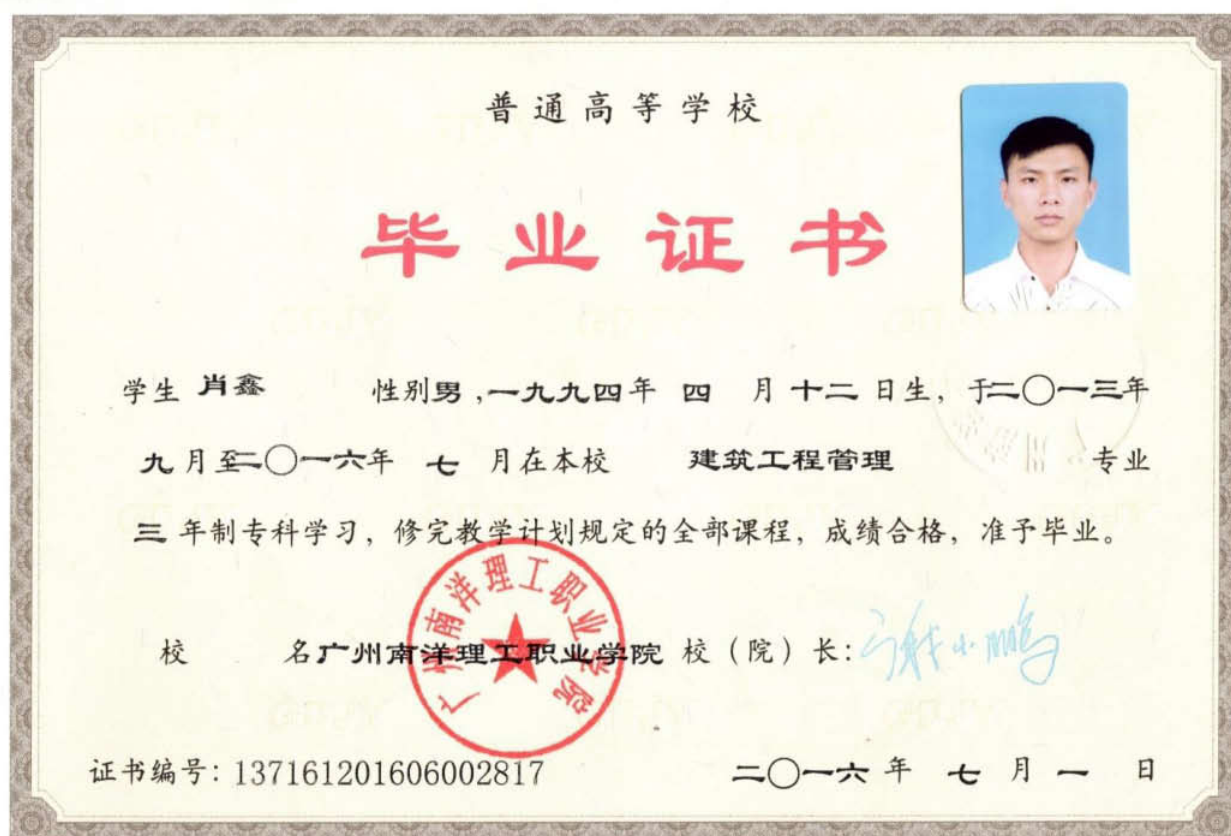 普通高等学校
毕业证书
学生 肖鑫 性别男,一九九四年 四 月 十二 日生, 于二〇一三年
九月至二〇一六年 七 月在本校 建筑工程管理 专业
三 年制专科学习, 修完教学计划规定的全部课程, 成绩合格, 准予毕业。
广州南洋理工职业学院
校 名广州南洋理工职业学院 校（院）长: 谢小鹏
证书编号: 137161201606002817 二〇一六 年 七 月 一 日